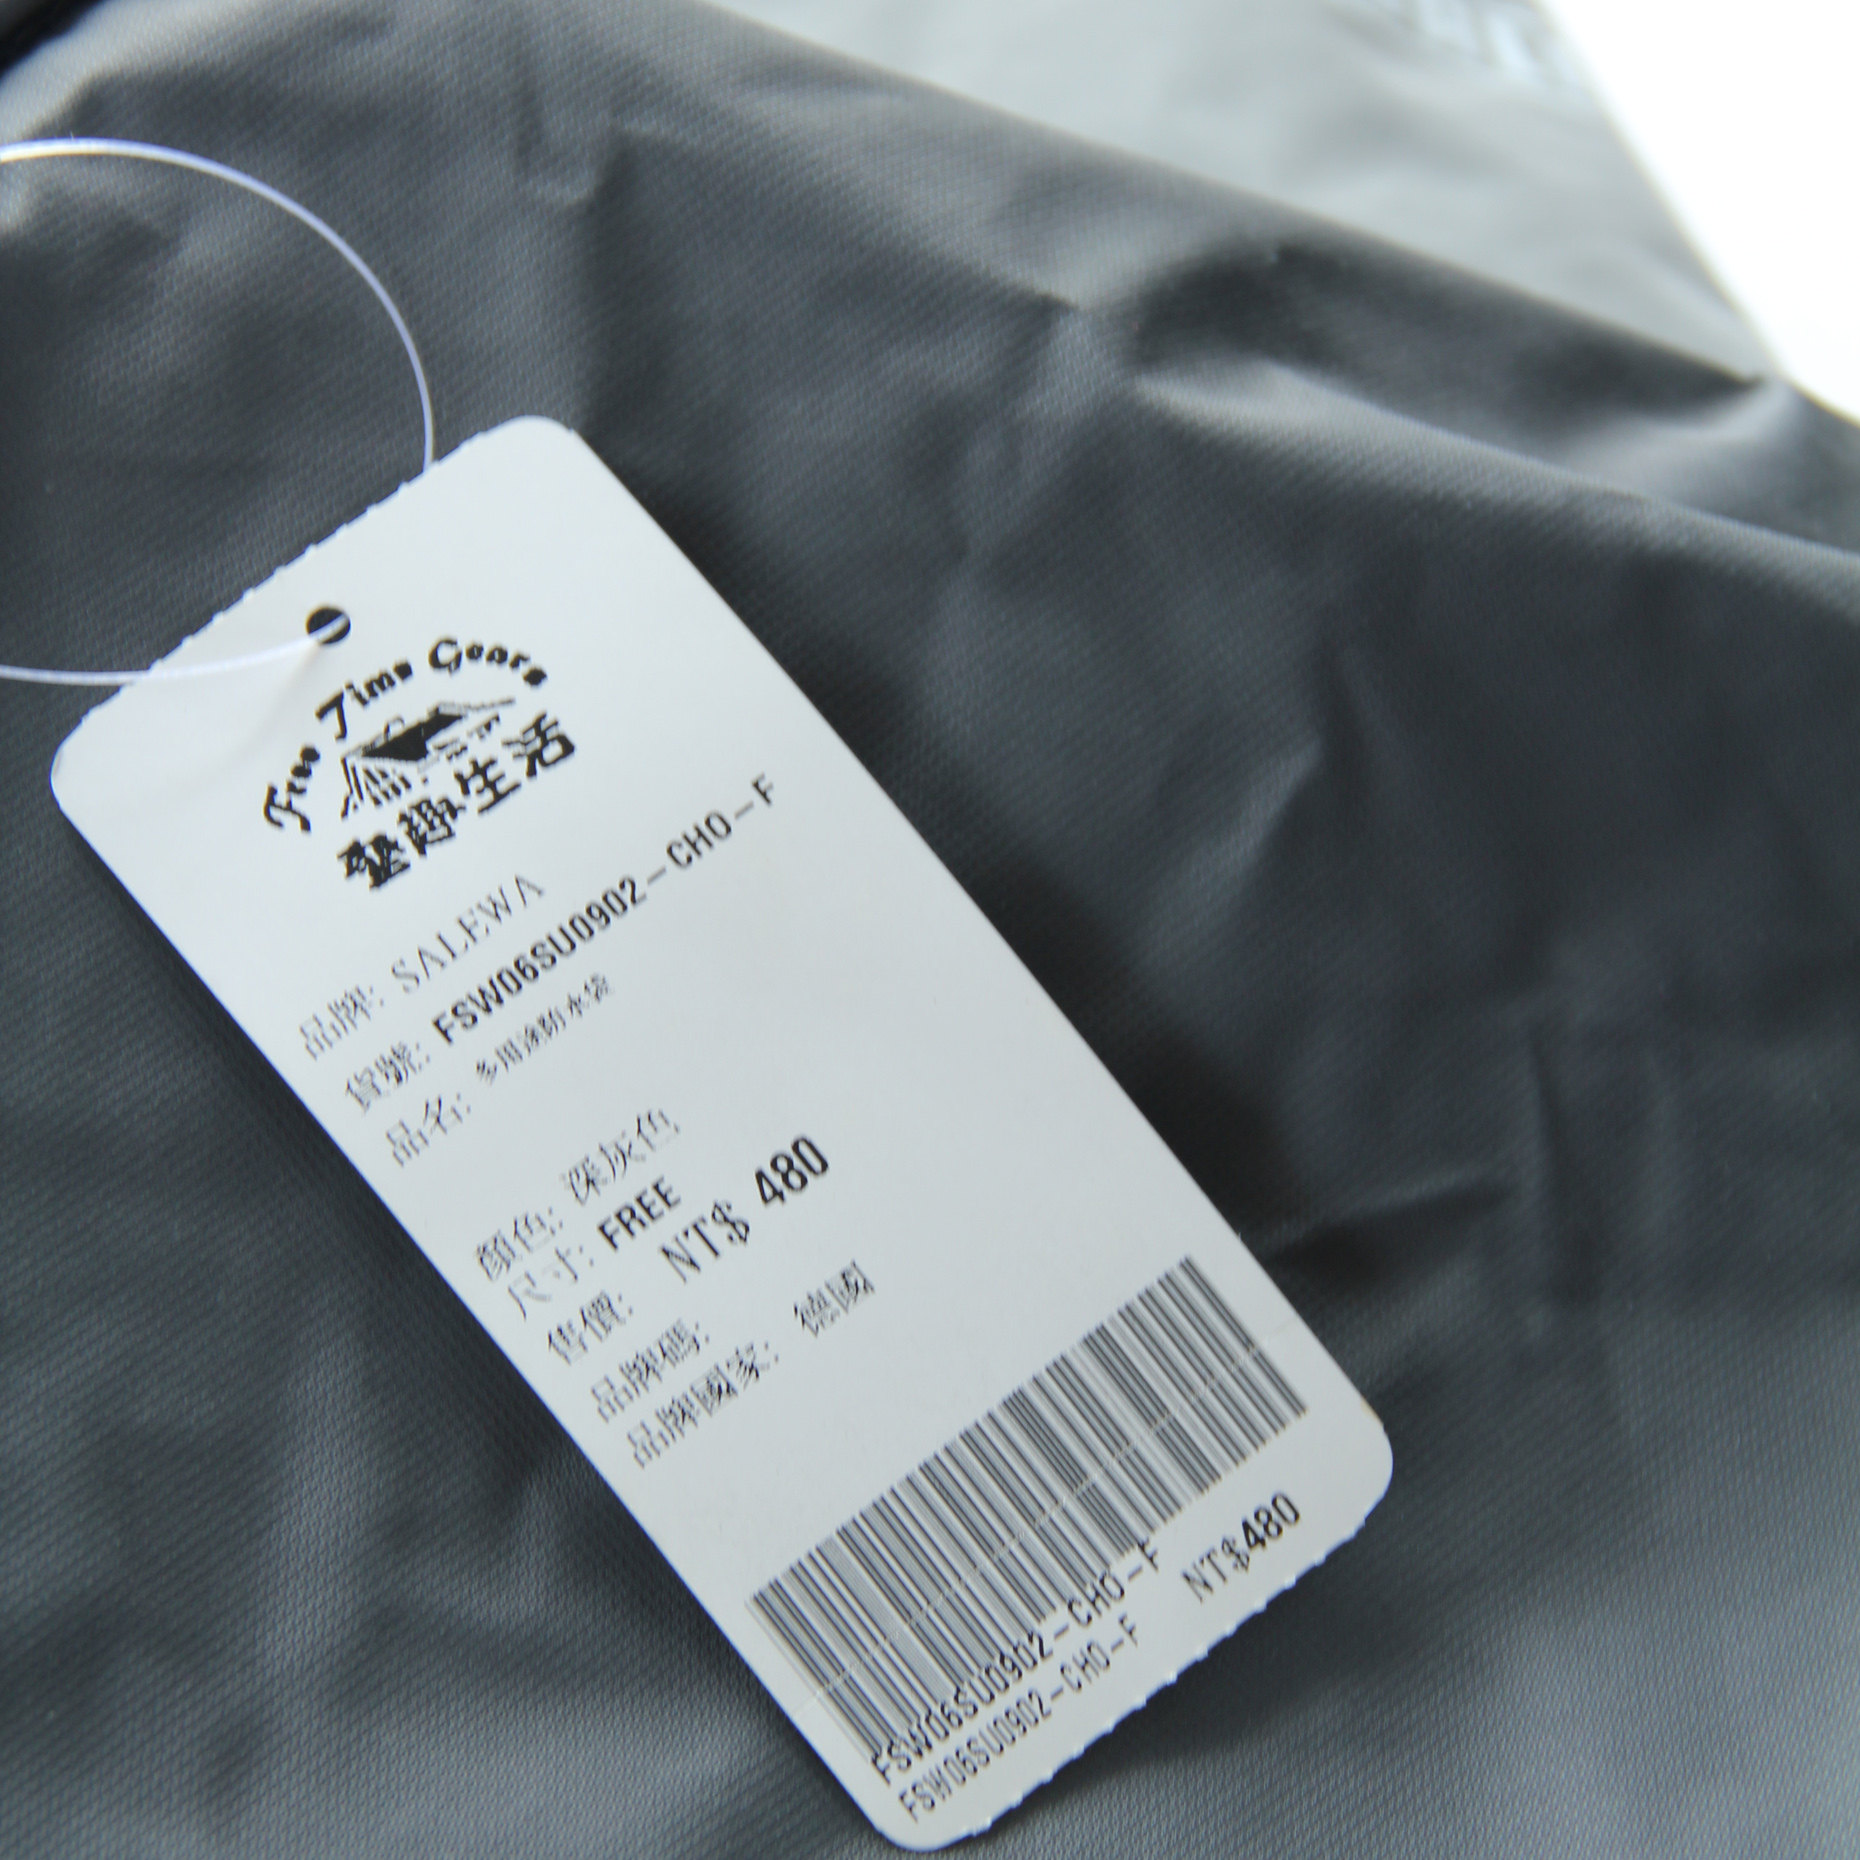 Free Time Gears
墾趣生活
品牌: SALEWA
貨號: FSW06SU0902-CHO-F
品名: 多用途防水袋
顏色: 深灰色
尺寸: FREE
售價: NT$ 480
品牌碼:
品牌國家: 德國
FSW06SU0902-CHO-F
FSW06SU0902-CHO-F NT$480